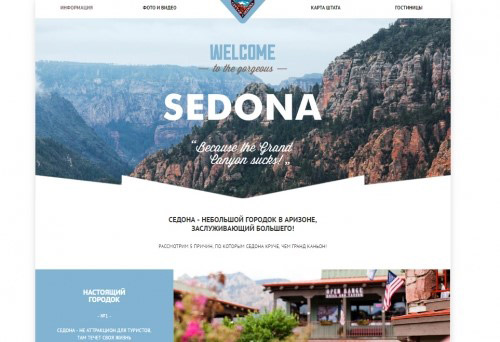 ИНФОРМАЦИЯ ФОТО И ВИДЕО КАРТА ШТАТА ГОСТИНИЦЫ
WELCOME
to the gorgeous
SEDONA
“Because the Grand
Canyon sucks!„
СЕДОНА - НЕБОЛЬШОЙ ГОРОДОК В АРИЗОНЕ,
ЗАСЛУЖИВАЮЩИЙ БОЛЬШЕГО!
РАССМОТРИМ 5 ПРИЧИН, ПО КОТОРЫМ СЕДОНА КРУЧЕ, ЧЕМ ГРАНД КАНЬОН!
НАСТОЯЩИЙ
ГОРОДОК
- №1 -
СЕДОНА - НЕ АТТРАКЦИОН ДЛЯ ТУРИСТОВ,
ТАМ ТЕЧЁТ СВОЯ ЖИЗНЬ